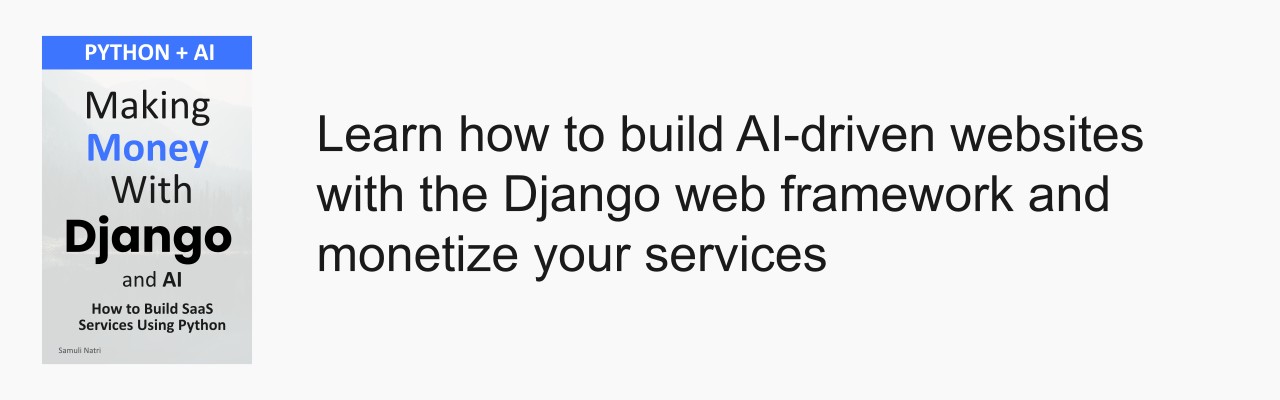 PYTHON + AI
Making
Money
With
Django
and AI
How to Build SaaS
Services Using Python
Samuli Natri
Learn how to build AI-driven websites
with the Django web framework and
monetize your services